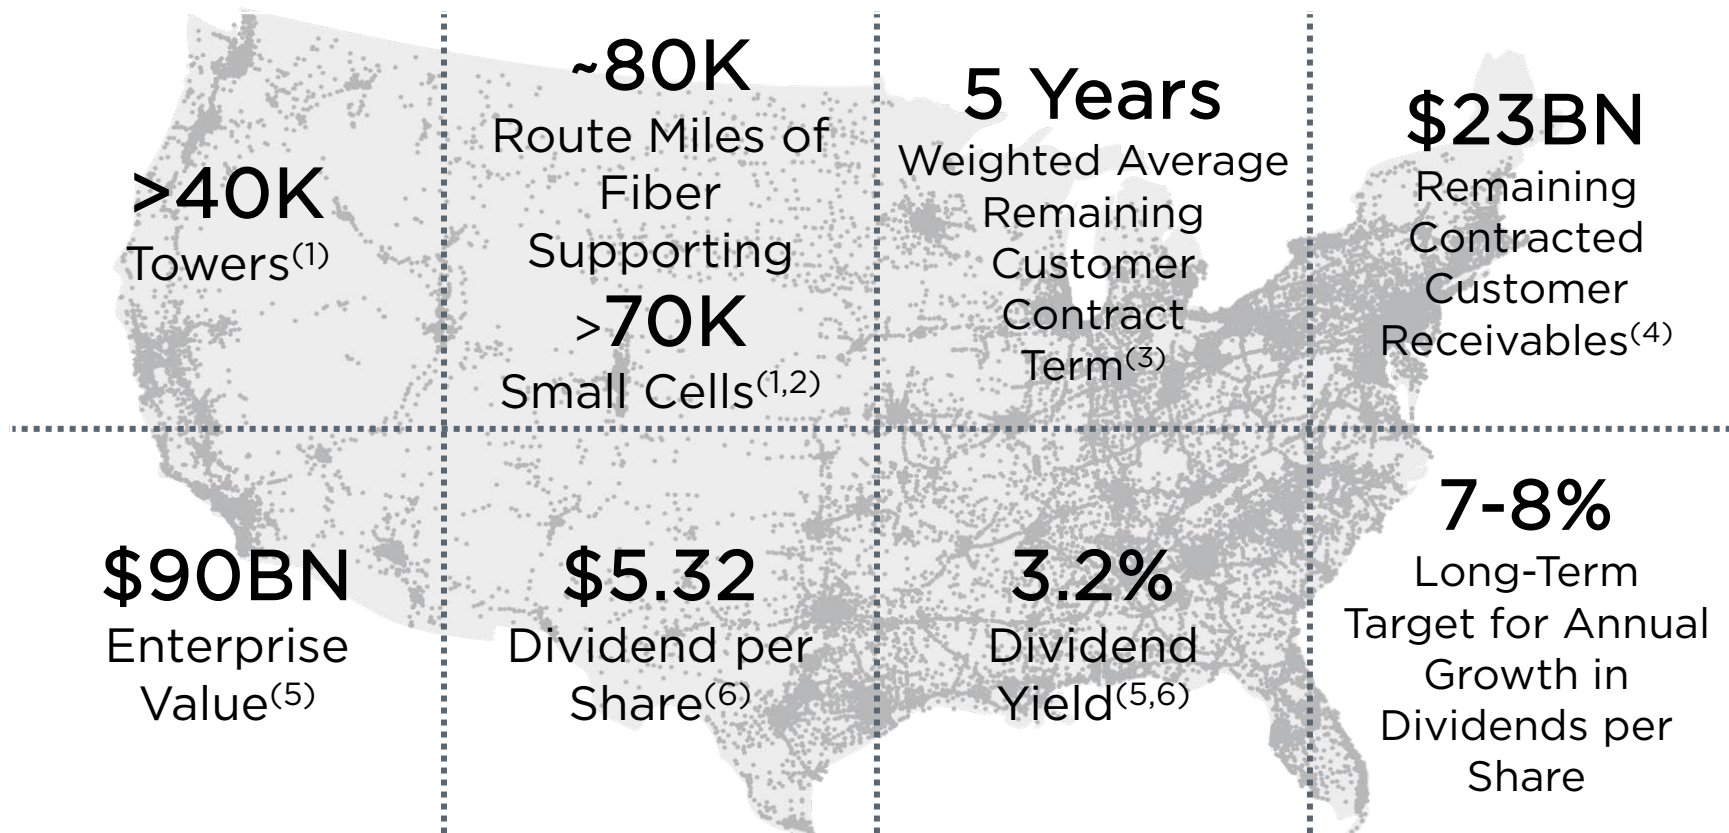 >40K
Towers(1)
~80K
Route Miles of
Fiber
Supporting
>70K
Small Cells(1,2)
5 Years
Weighted Average
Remaining
Customer
Contract
Term(3)
$23BN
Remaining
Contracted
Customer
Receivables(4)
$90BN
Enterprise
Value(5)
$5.32
Dividend per
Share(6)
3.2%
Dividend
Yield(5,6)
7-8%
Long-Term
Target for Annual
Growth in
Dividends per
Share